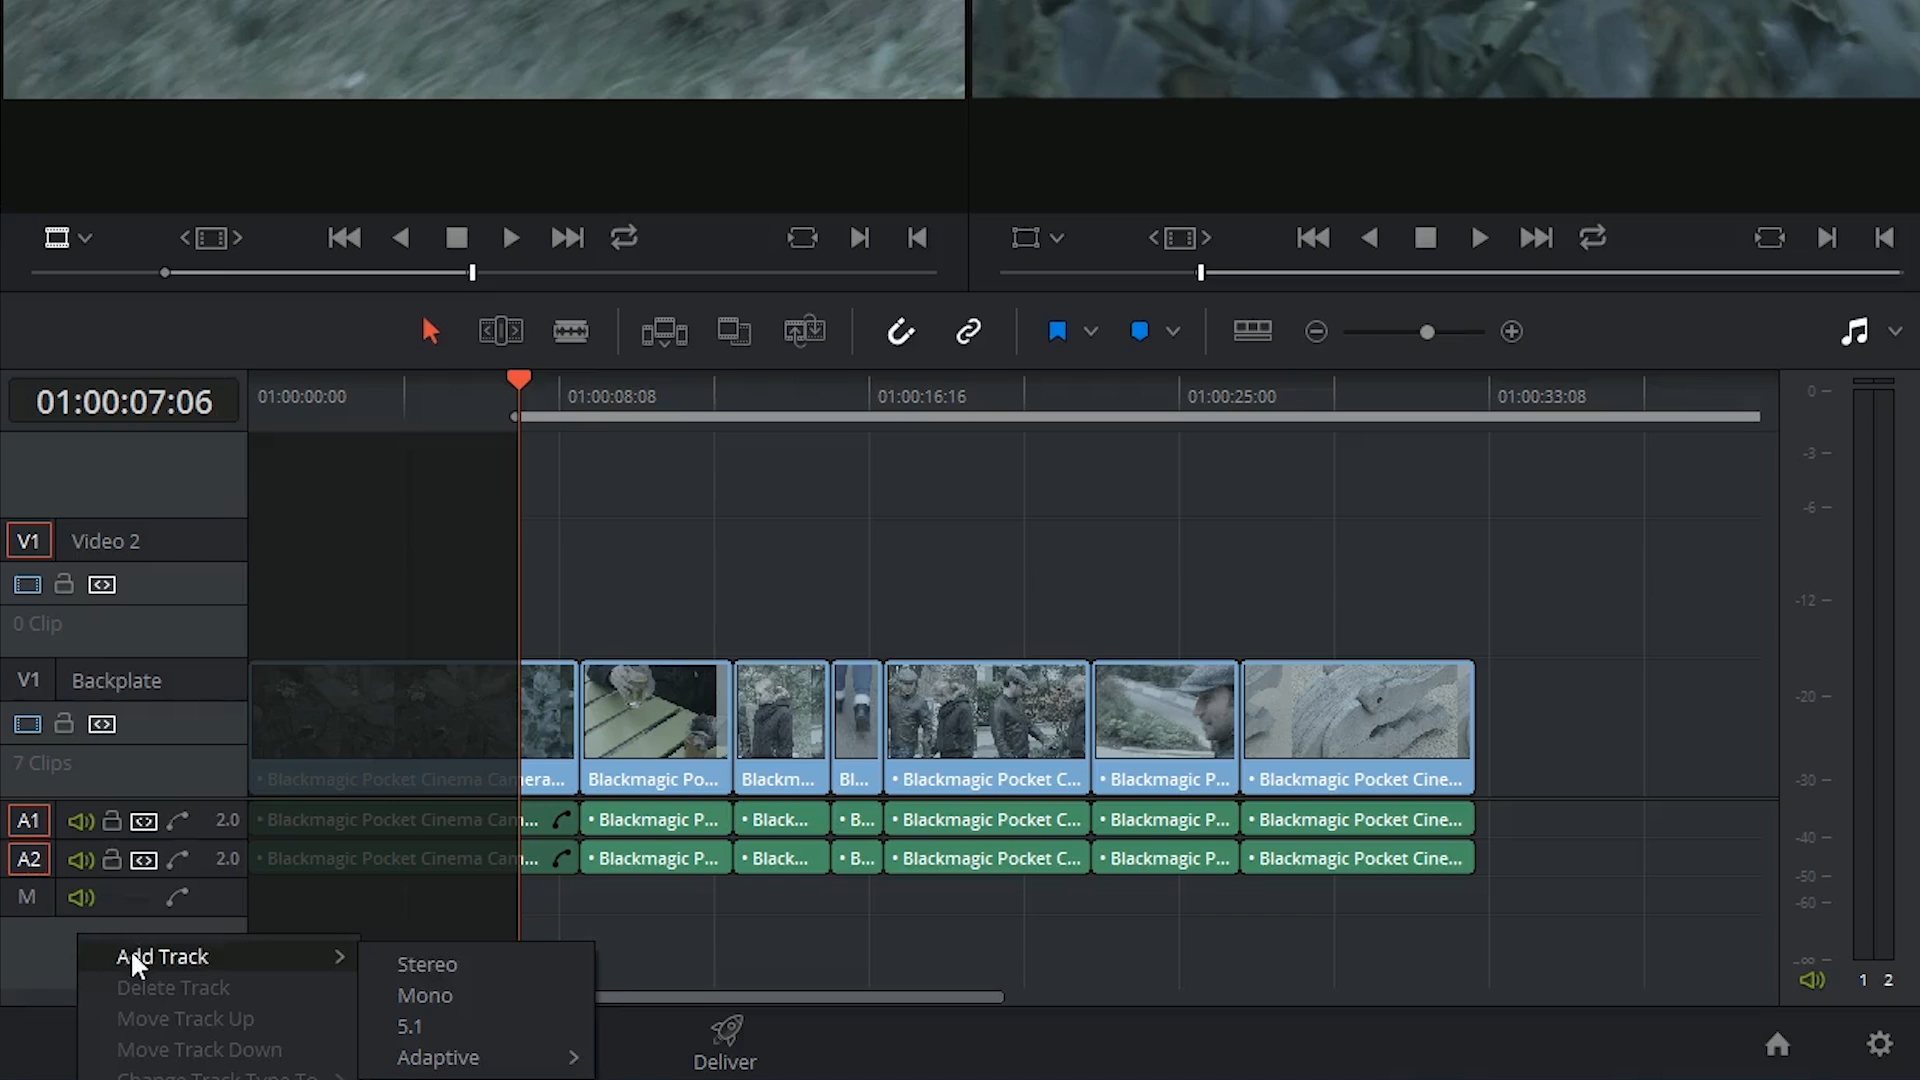 01:00:07:06
01:00:00:00
01:00:08:08
01:00:16:16
01:00:25:00
01:00:33:08
0
-3
-6
-12
-20
-30
-40
-50
-60
-∞
1 2
V1 Video 2
0 Clip
V1 Backplate
7 Clips
• Blackmagic Pocket Cinema Camera...
Blackmagic Po...
Blackm...
Bl...
• Blackmagic Pocket C...
• Blackmagic P...
• Blackmagic Pocket Cine...
A1 2.0
• Blackmagic Pocket Cinema Cam...
• Blackmagic P...
• Black...
• B...
• Blackmagic Pocket C...
• Blackmagic P...
• Blackmagic Pocket Cine...
A2 2.0
• Blackmagic Pocket Cinema Cam...
• Blackmagic P...
• Black...
• B...
• Blackmagic Pocket C...
• Blackmagic P...
• Blackmagic Pocket Cine...
M
Add Track
Delete Track
Move Track Up
Move Track Down
Change Track Type To
Stereo
Mono
5.1
Adaptive
Deliver